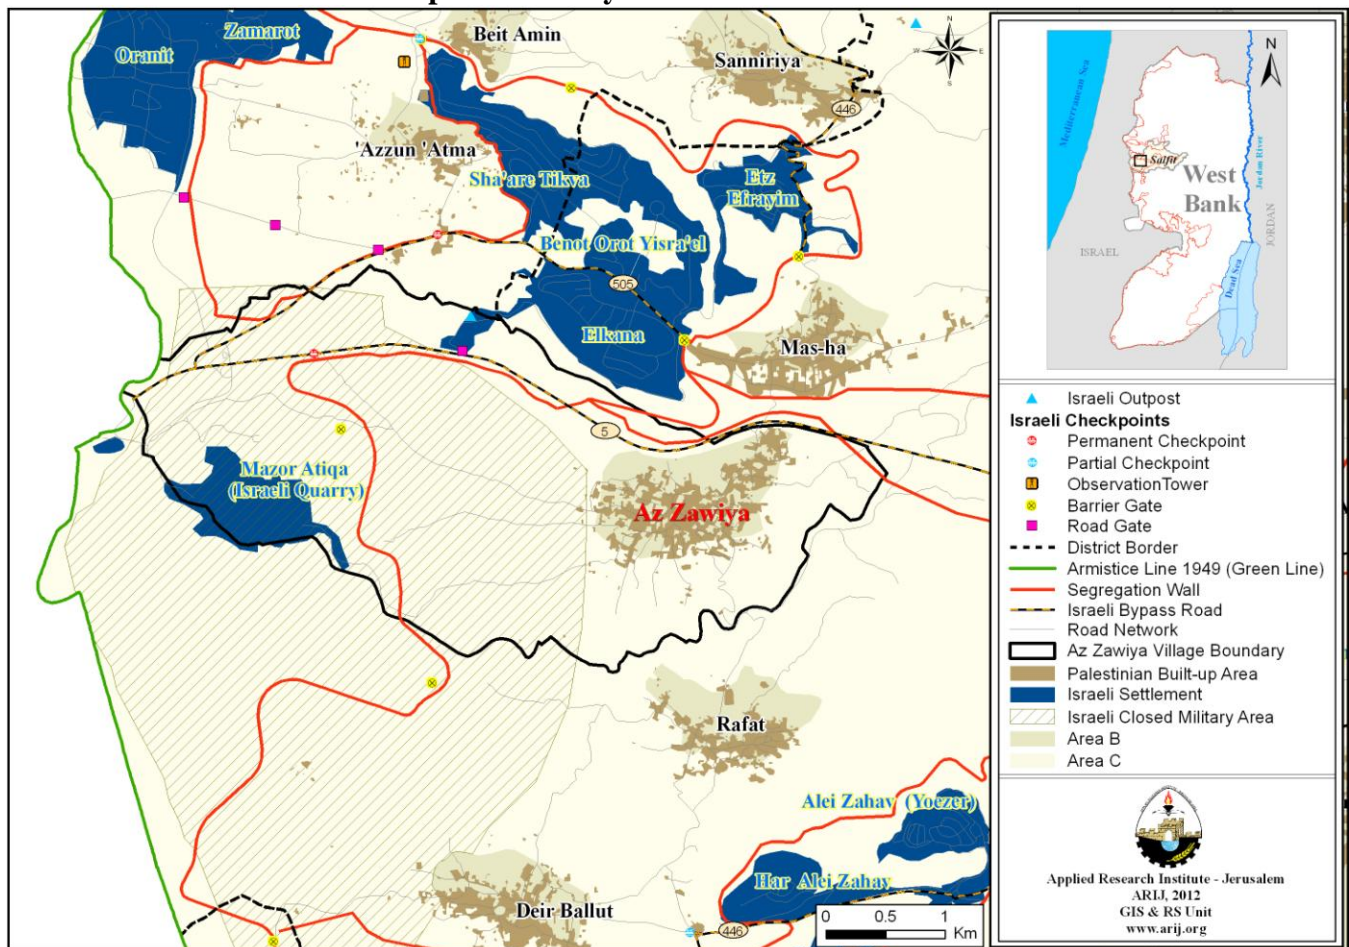 Zamarot
Oranit
Beit Amin
Sanniriya
446
'Azzun 'Atma
Sha'are Tikva
Etz
Efrayim
Benot Orot Yisra'el
505
Elkana
Mas-ha
5
Mazor Atiqa
(Israeli Quarry)
Az Zawiya
Rafat
Alei Zahav (Yoezer)
Har Alei Zahav
Deir Ballut
446
0 0.5 1
Km
N
E
S
W
N
Mediterranean Sea
Salfit
West
Bank
Jordan River
JORDAN
ISRAEL
Dead Sea
Israeli Outpost
Israeli Checkpoints
Permanent Checkpoint
Partial Checkpoint
ObservationTower
Barrier Gate
Road Gate
District Border
Armistice Line 1949 (Green Line)
Segregation Wall
Israeli Bypass Road
Road Network
Az Zawiya Village Boundary
Palestinian Built-up Area
Israeli Settlement
Israeli Closed Military Area
Area B
Area C
Applied Research Institute - Jerusalem
ARIJ, 2012
GIS & RS Unit
www.arij.org